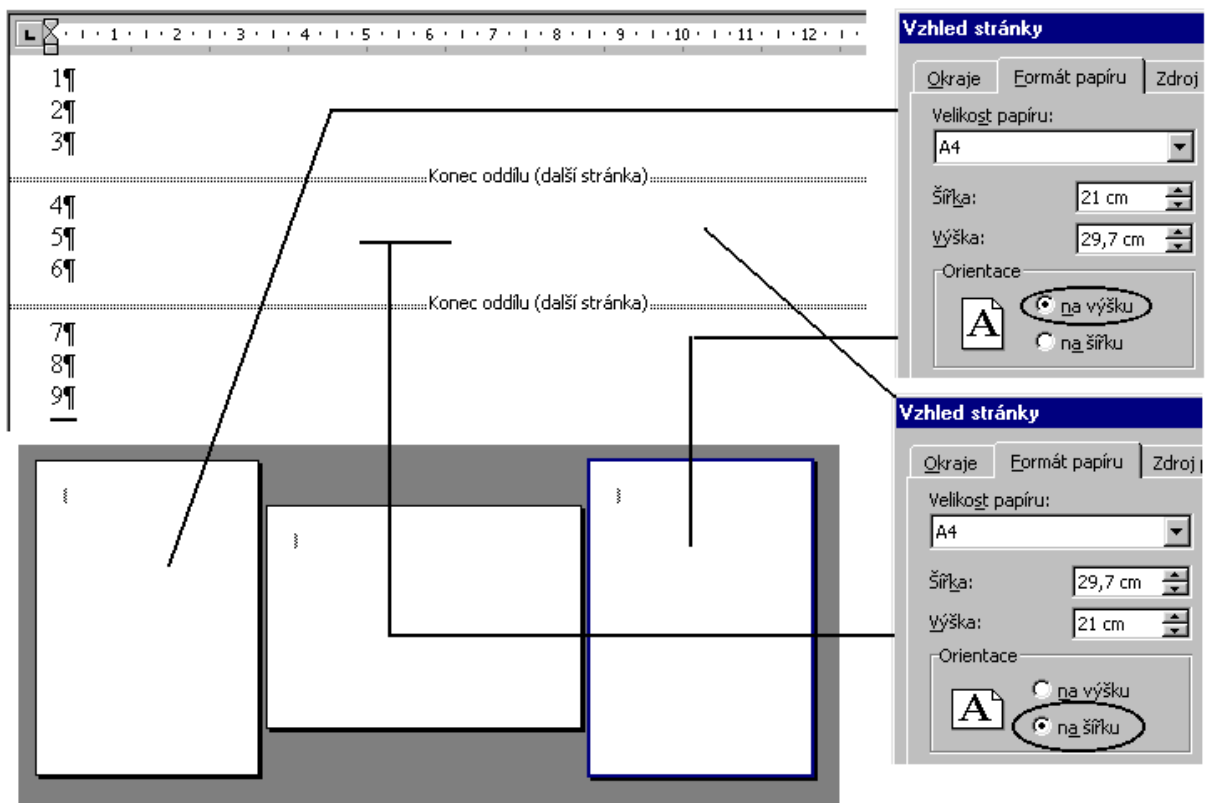 1 2 3 4 5 6 7 8 9 10 11 12
1¶
2¶
3¶
Konec oddílu (další stránka)
4¶
5¶
6¶
Konec oddílu (další stránka)
7¶
8¶
9¶
Vzhled stránky
Okraje Formát papíru Zdroj
Velikost papíru:
A4
Šířka: 21 cm
Výška: 29,7 cm
Orientace
A
na výšku
na šířku
Vzhled stránky
Okraje Formát papíru Zdroj
Velikost papíru:
A4
Šířka: 29,7 cm
Výška: 21 cm
Orientace
A
na výšku
na šířku